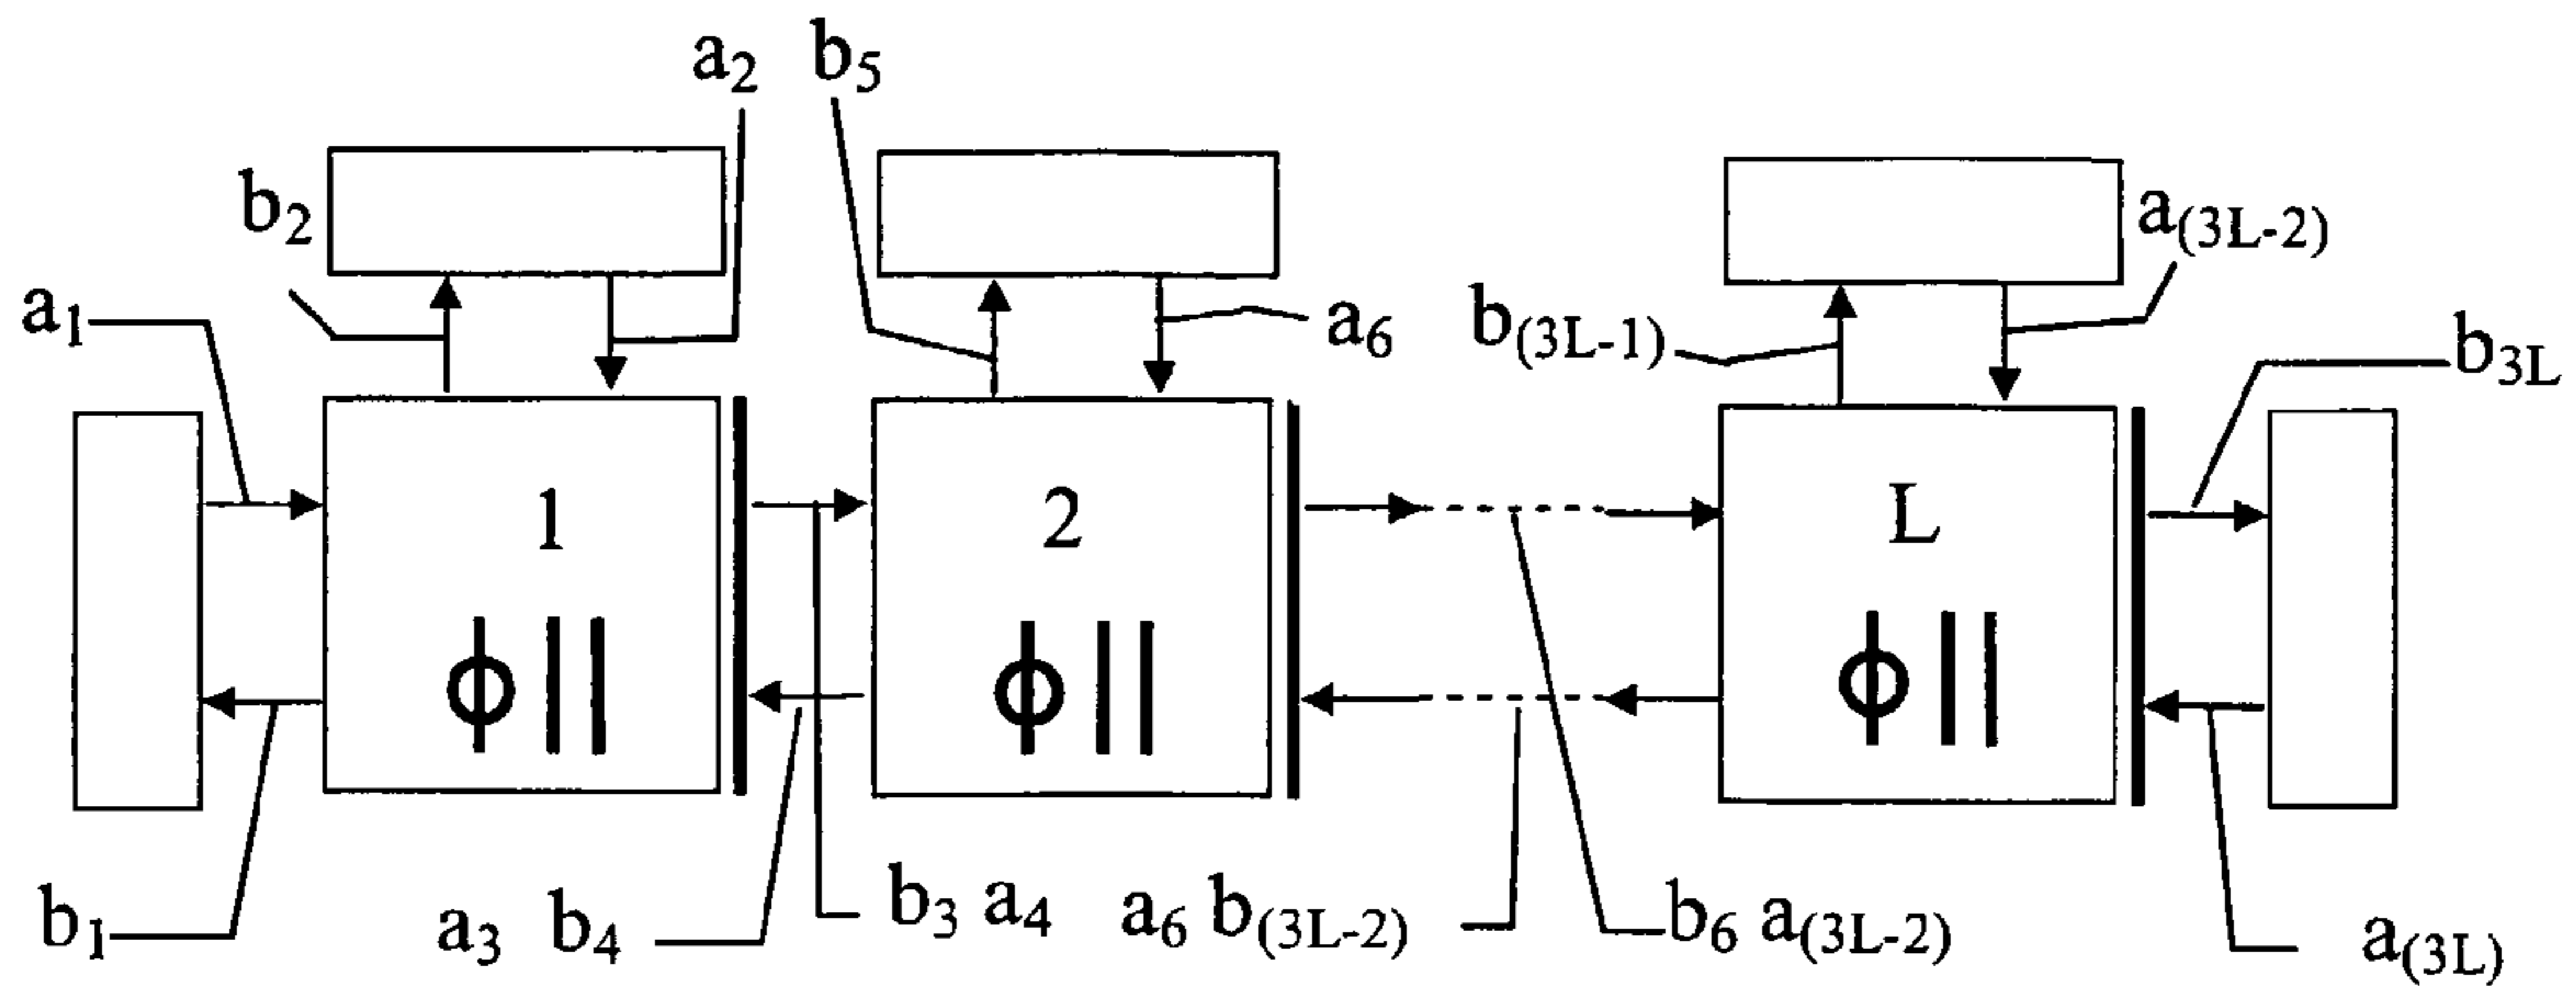 a2 b5
b2 a(3L-2)
a1 a6 b(3L-1) b3L
1 2 L
ϕ || ϕ || ϕ ||
b1 a3 b4 b3 a4 a6 b(3L-2) b6 a(3L-2) a(3L)